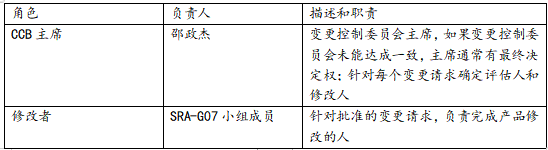 角色 负责人 描述和职责
CCB 主席 邵政杰 变更控制委员会主席，如果变更控制委
员会未能达成一致，主席通常有最终决
定权；针对每个变更请求确定评估人和
修改人
修改者 SRA-G07 小组成员 针对批准的变更请求，负责完成产品修
改的人